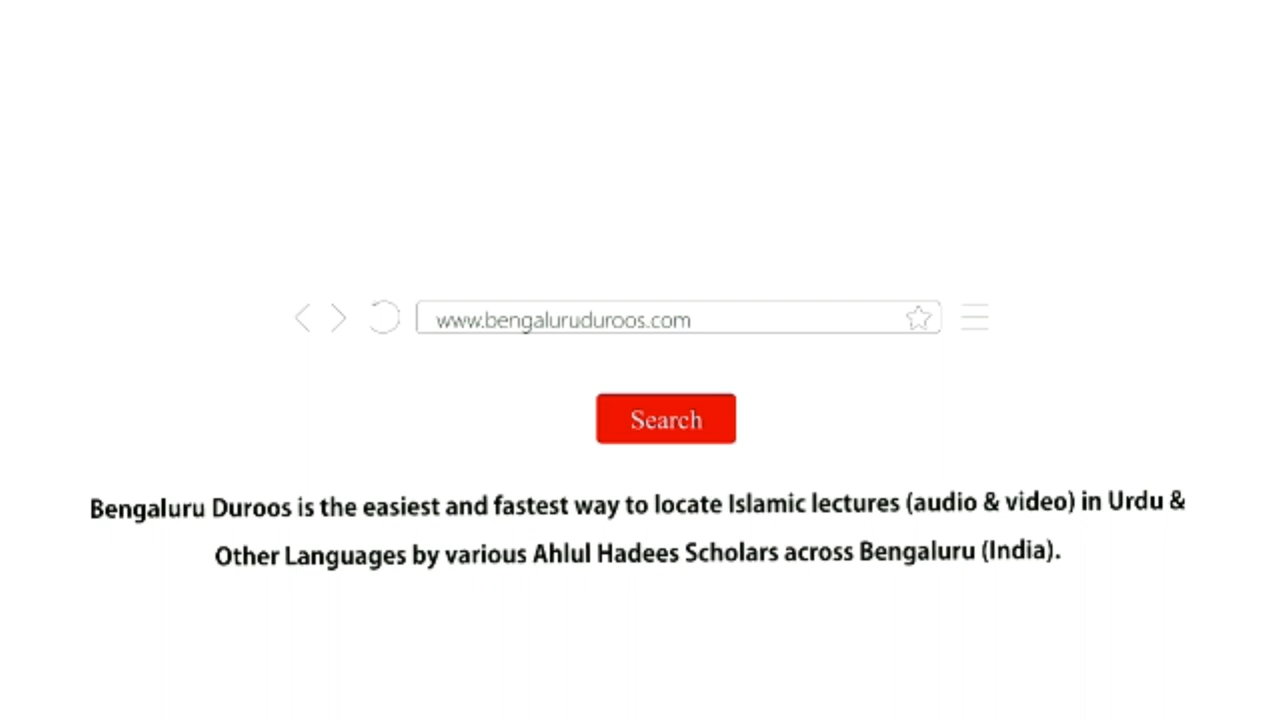 www.bengaluruduroos.com
Search
Bengaluru Duroos is the easiest and fastest way to locate Islamic lectures (audio & video) in Urdu &
Other Languages by various Ahlul Hadees Scholars across Bengaluru (India).